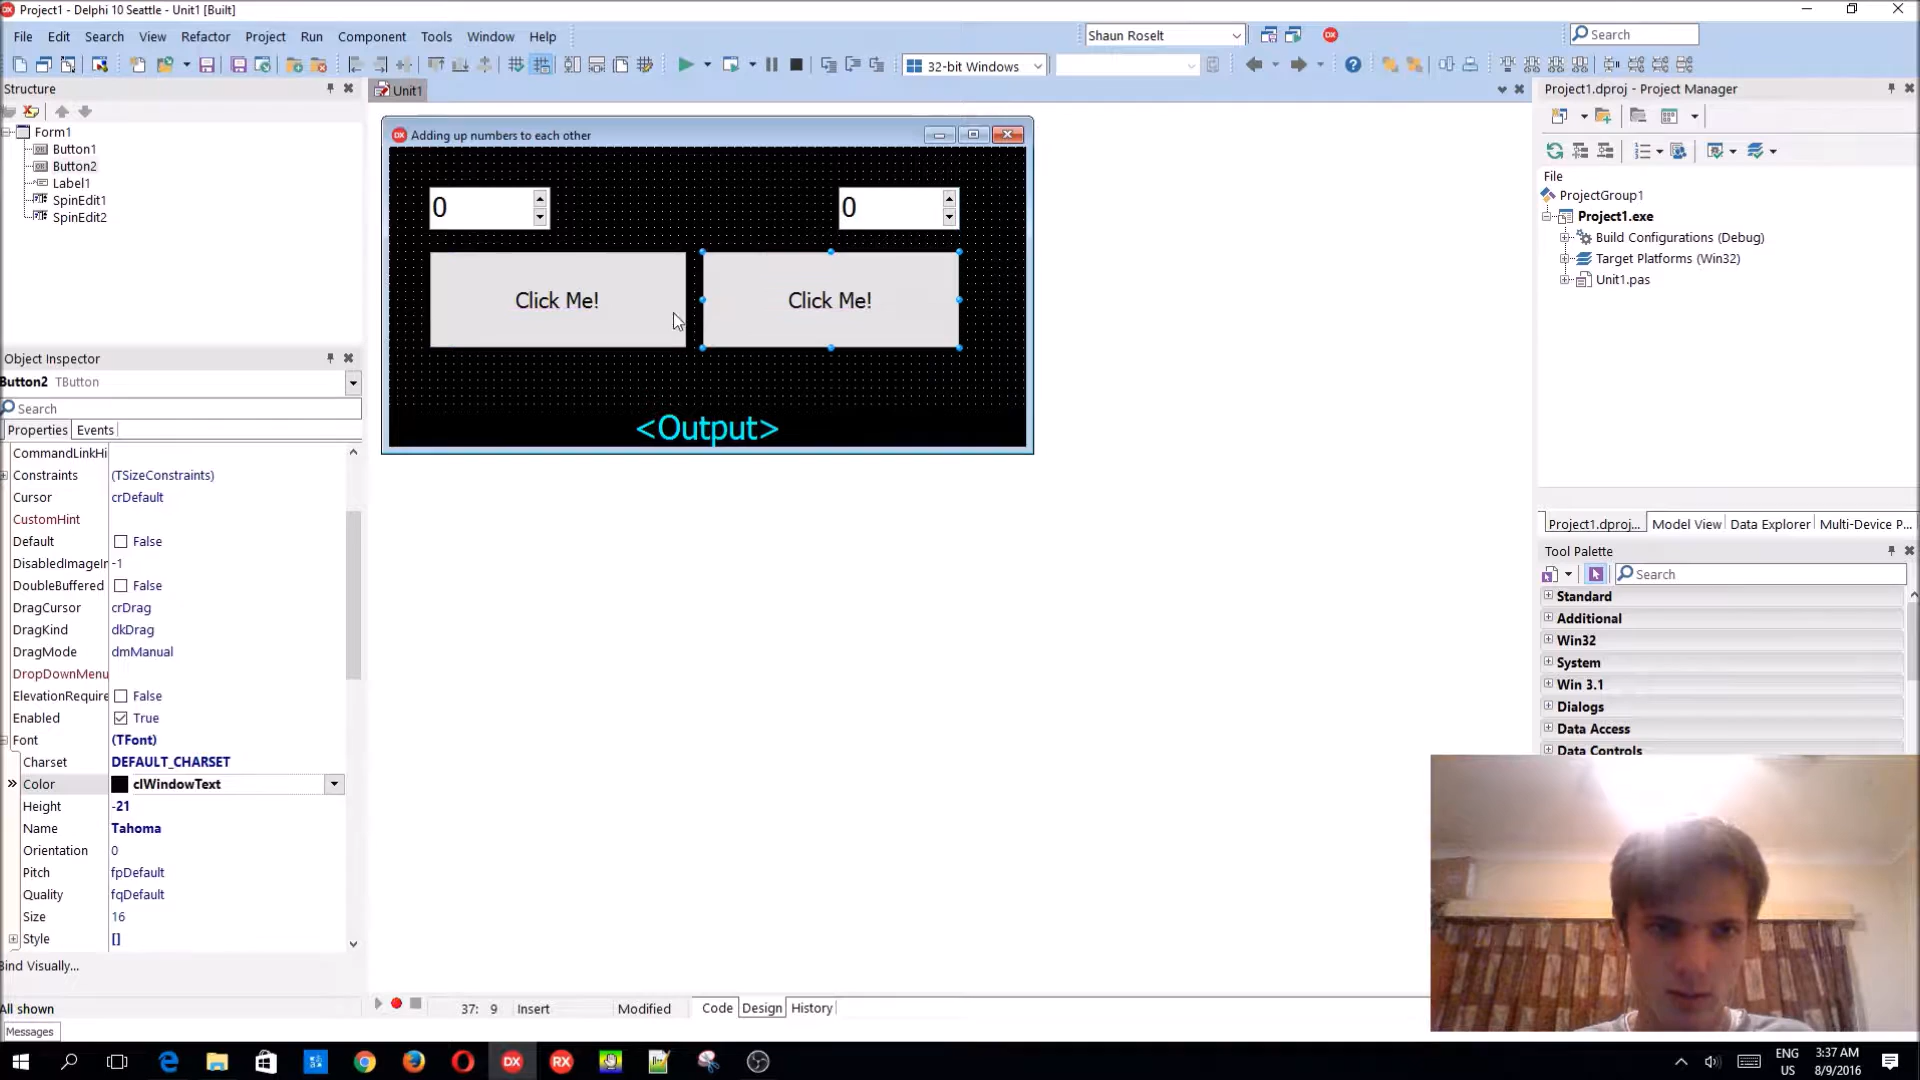 Project1 - Delphi 10 Seattle - Unit1 [Built]
File Edit Search View Refactor Project Run Component Tools Window Help
Shaun Roselt
Search
32-bit Windows
Structure
Form1
Button1
Button2
Label1
SpinEdit1
SpinEdit2
Unit1
Adding up numbers to each other
0
0
Click Me!
Click Me!
<Output>
Object Inspector
Button2 TButton
Search
Properties Events
CommandLinkHi
Constraints (TSizeConstraints)
Cursor crDefault
CustomHint
Default False
DisabledImageIr -1
DoubleBuffered False
DragCursor crDrag
DragKind dkDrag
DragMode dmManual
DropDownMenu
ElevationRequire False
Enabled True
Font (TFont)
Charset DEFAULT_CHARSET
Color clWindowText
Height -21
Name Tahoma
Orientation 0
Pitch fpDefault
Quality fqDefault
Size 16
Style []
Bind Visually...
All shown
Messages
37: 9 Insert Modified Code Design History
Project1.dproj - Project Manager
File
ProjectGroup1
Project1.exe
Build Configurations (Debug)
Target Platforms (Win32)
Unit1.pas
Project1.dproj... Model View Data Explorer Multi-Device P...
Tool Palette
Search
Standard
Additional
Win32
System
Win 3.1
Dialogs
Data Access
Data Controls
DX
RX
ENG
US
3:37 AM
8/9/2016